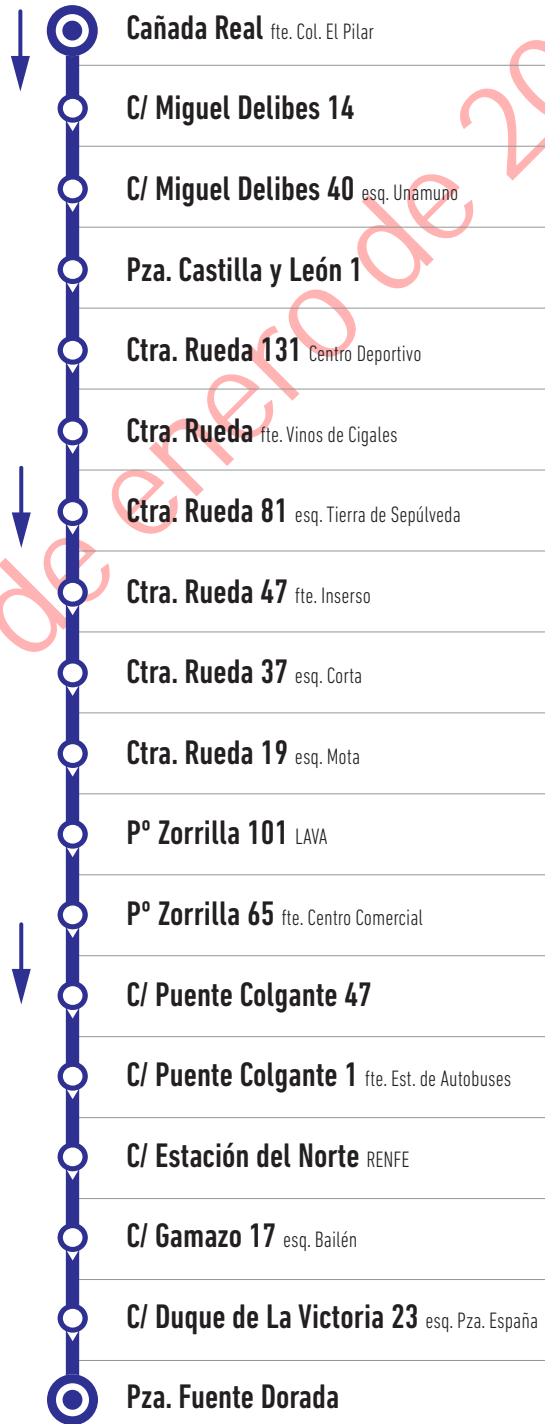 Cañada Real fte. Col. El Pilar
C/ Miguel Delibes 14
C/ Miguel Delibes 40 esq. Unamuno
Pza. Castilla y León 1
Ctra. Rueda 131 Centro Deportivo
Ctra. Rueda fte. Vinos de Cigales
Ctra. Rueda 81 esq. Tierra de Sepúlveda
Ctra. Rueda 47 fte. Inserso
Ctra. Rueda 37 esq. Corta
Ctra. Rueda 19 esq. Mota
Pº Zorrilla 101 LAVA
Pº Zorrilla 65 fte. Centro Comercial
C/ Puente Colgante 47
C/ Puente Colgante 1 fte. Est. de Autobuses
C/ Estación del Norte RENFE
C/ Gamazo 17 esq. Bailén
C/ Duque de La Victoria 23 esq. Pza. España
Pza. Fuente Dorada
de enero de 20